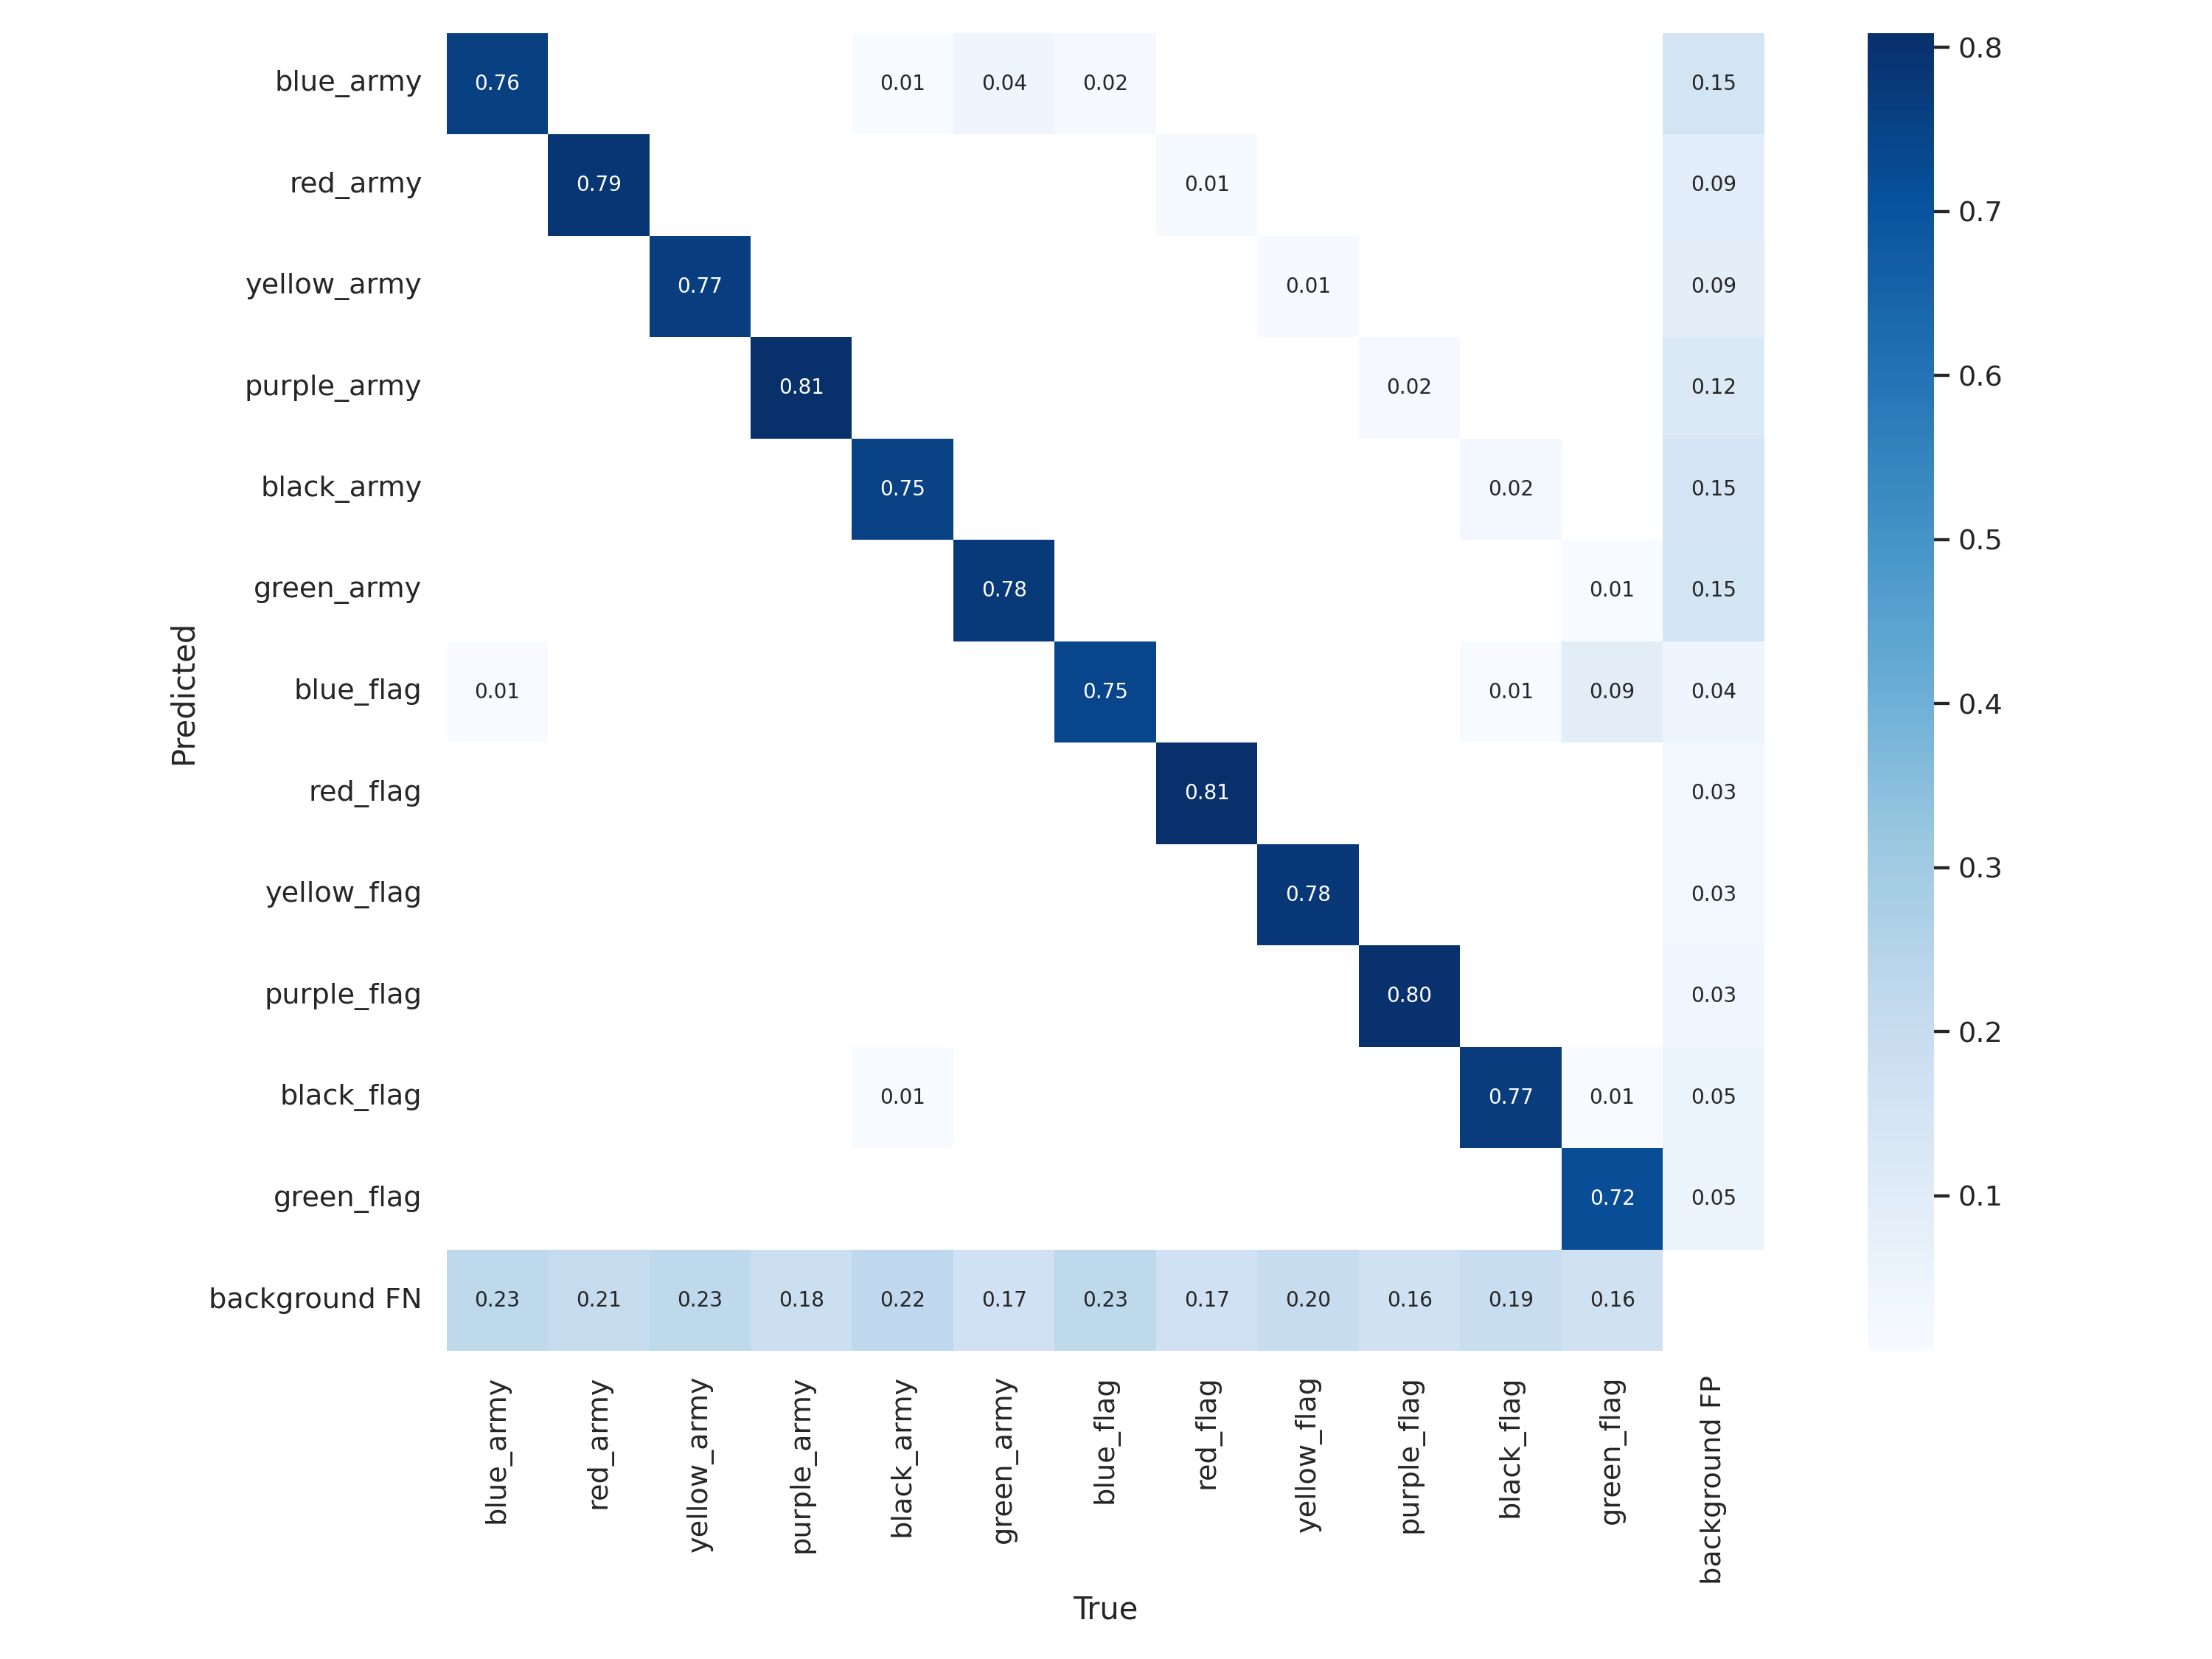 blue_army 0.76 0.01 0.04 0.02 0.15
red_army 0.79 0.01 0.09
yellow_army 0.77 0.01 0.09
purple_army 0.81 0.02 0.12
black_army 0.75 0.02 0.15
green_army 0.78 0.01 0.15
blue_flag 0.01 0.75 0.01 0.09 0.04
red_flag 0.81 0.03
yellow_flag 0.78 0.03
purple_flag 0.80 0.03
black_flag 0.01 0.77 0.01 0.05
green_flag 0.72 0.05
background FN 0.23 0.21 0.23 0.18 0.22 0.17 0.23 0.17 0.20 0.16 0.19 0.16
Predicted
blue_army
red_army
yellow_army
purple_army
black_army
green_army
blue_flag
red_flag
yellow_flag
purple_flag
black_flag
green_flag
background FP
True
0.8
0.7
0.6
0.5
0.4
0.3
0.2
0.1